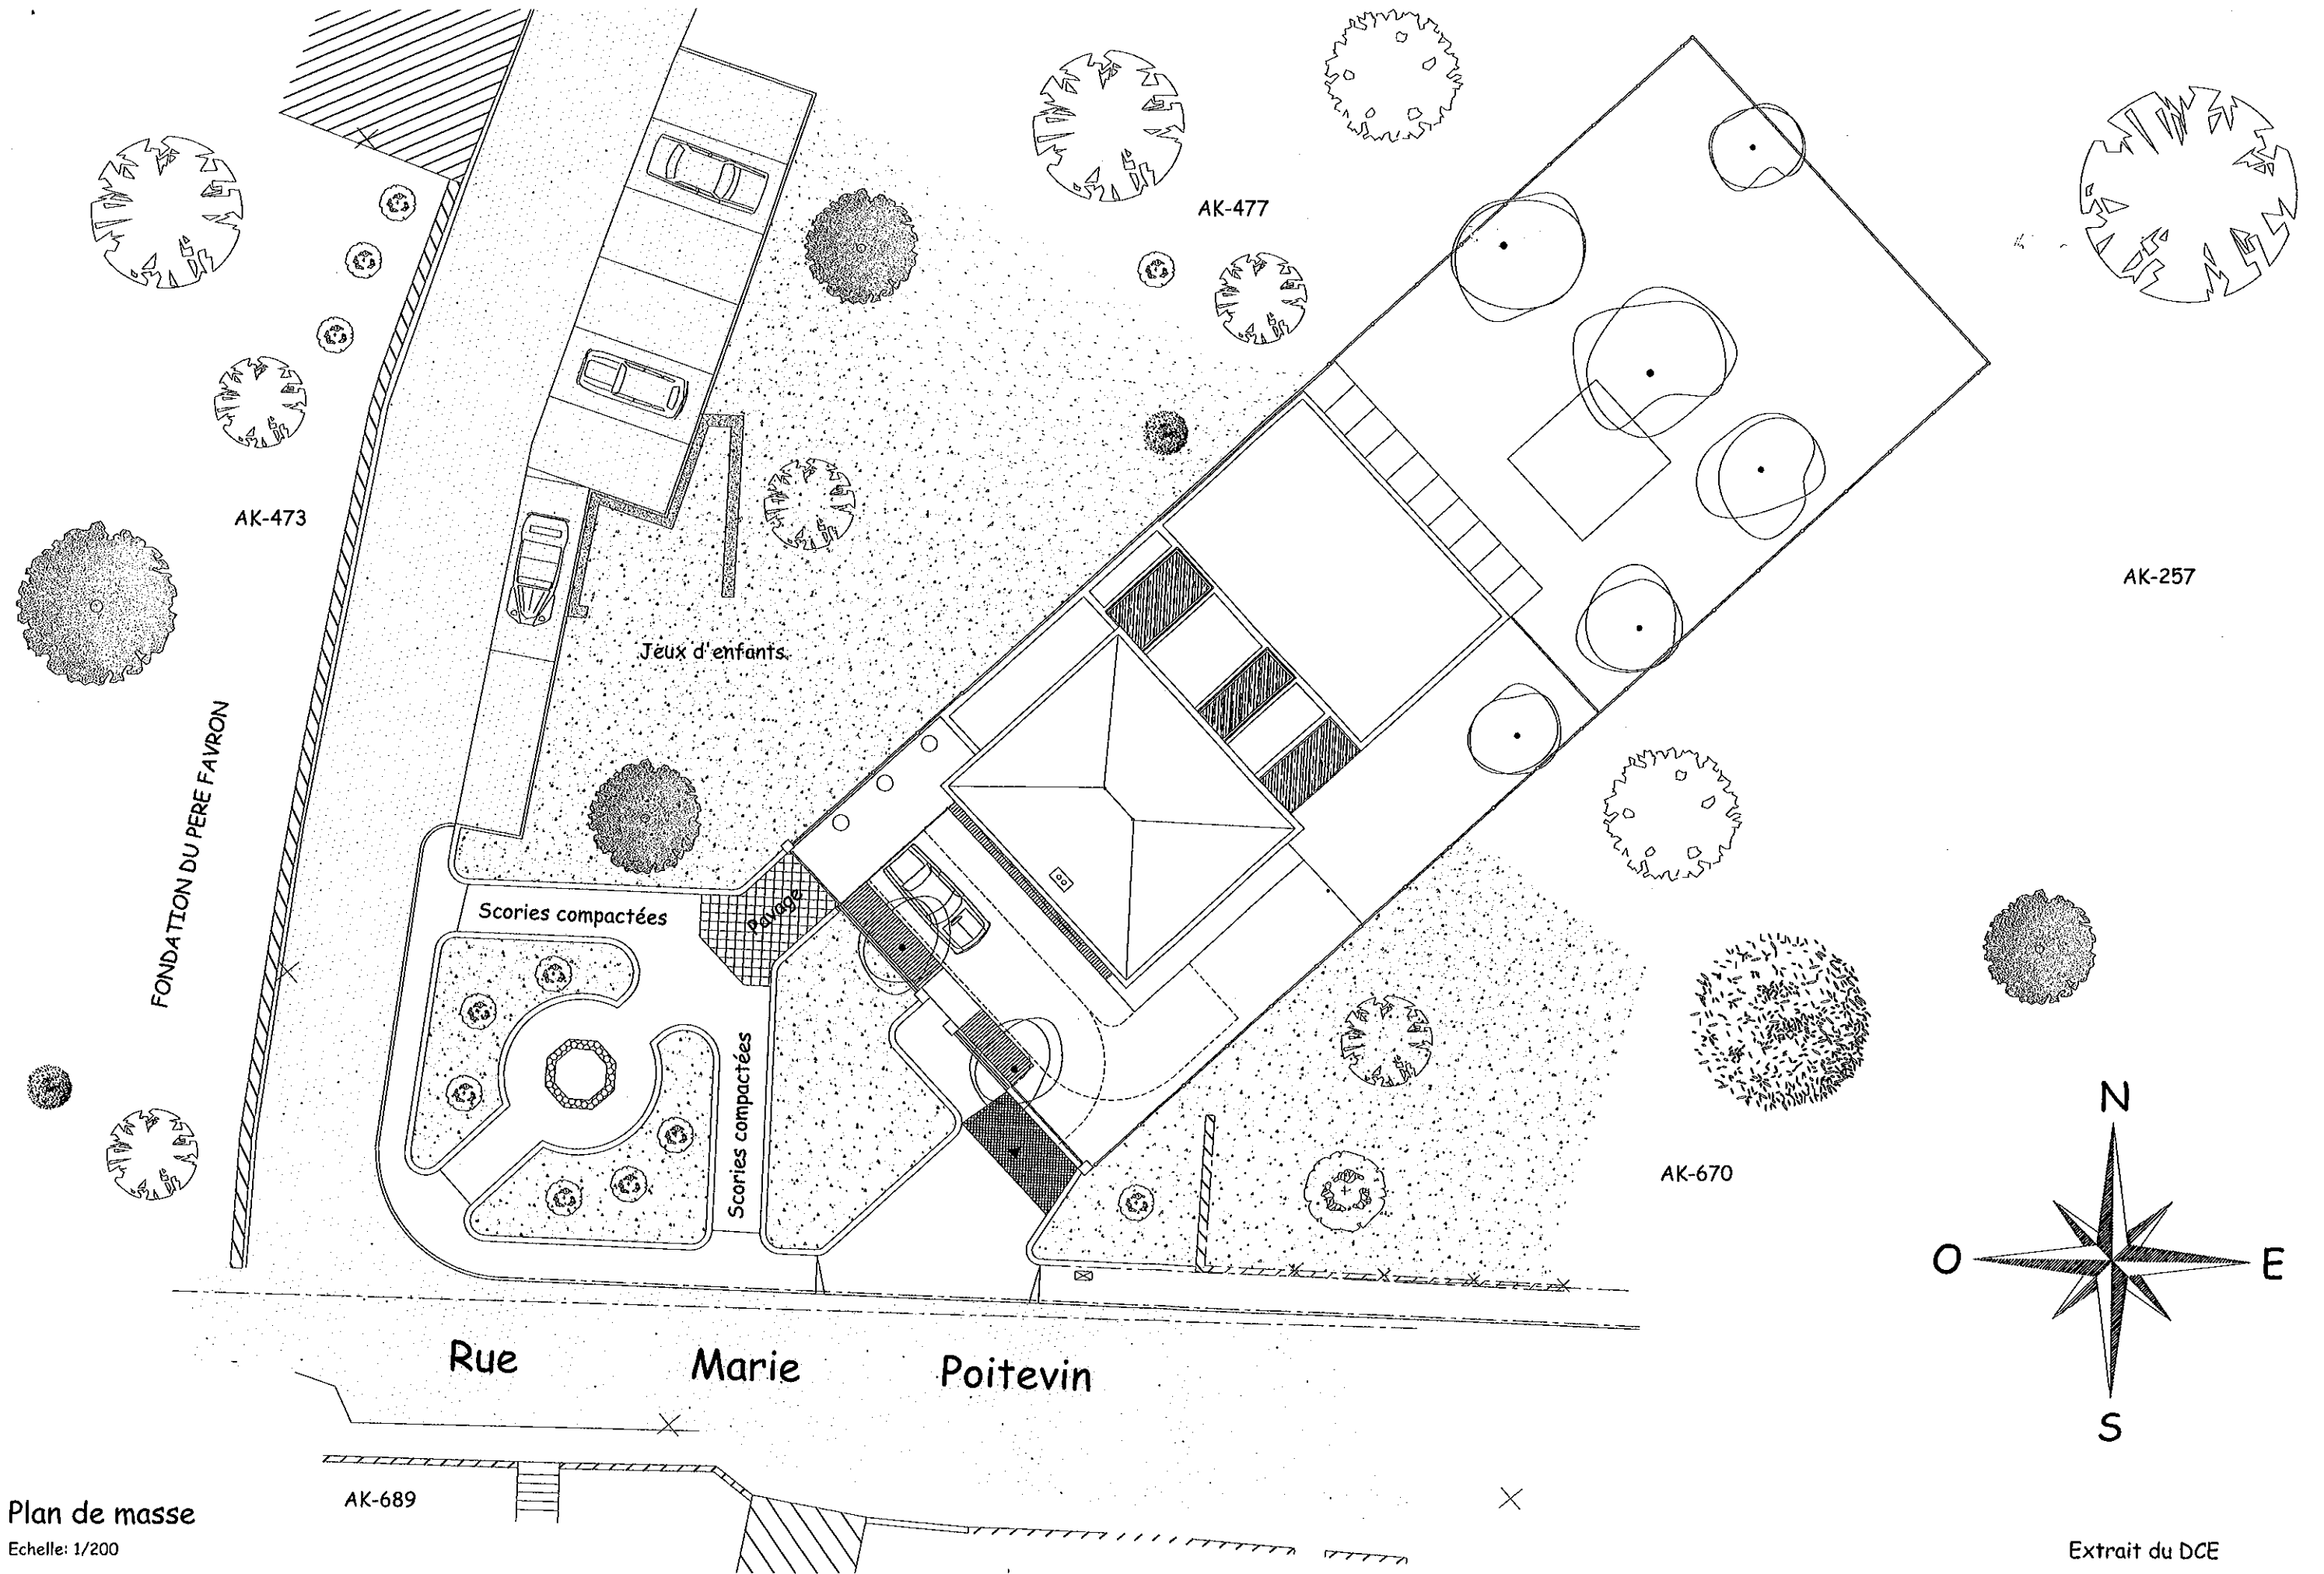 AK-477
AK-473
AK-257
Jeux d'enfants
FONDATION DU PERE FAVRON
Pavage
Scories compactées
Scories compactées
N
AK-670
O
E
S
Rue Marie Poitevin
AK-689
Plan de masse
Echelle: 1/200
Extrait du DCE